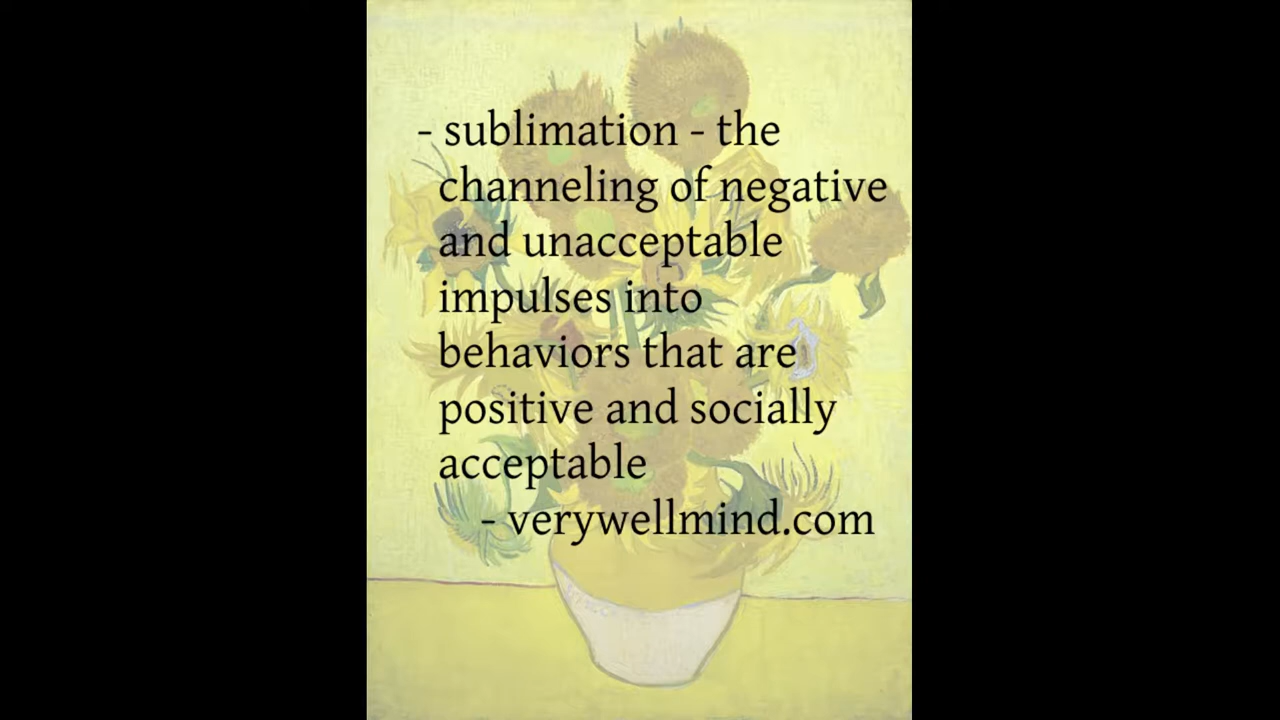 - sublimation - the
channeling of negative
and unacceptable
impulses into
behaviors that are
positive and socially
acceptable
- verywellmind.com